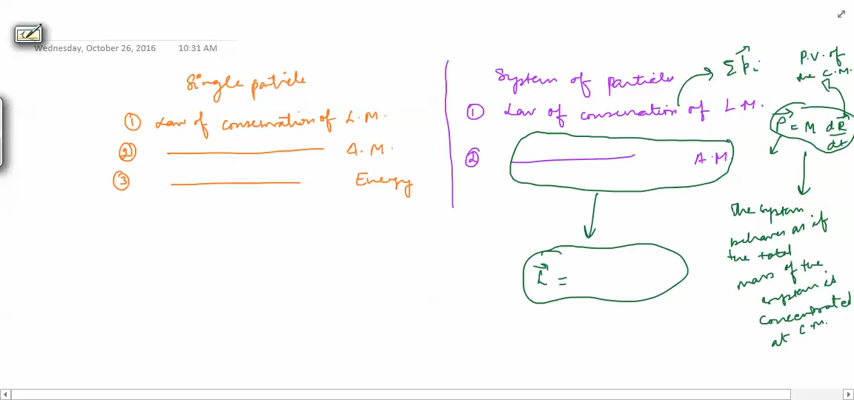 Wednesday, October 26, 2016 10:31 AM
Single particle
① Law of conservation of L.M.
② A.M.
③ Energy
System of particles
① Law of conservation of L.M.
② A.M.
Σ p⃗i
P.V. of
the C.M.
P⃗ = M dR⃗/dt
L⃗ =
The system
behaves as if
the total
mass of the
system is
concentrated
at C.M.